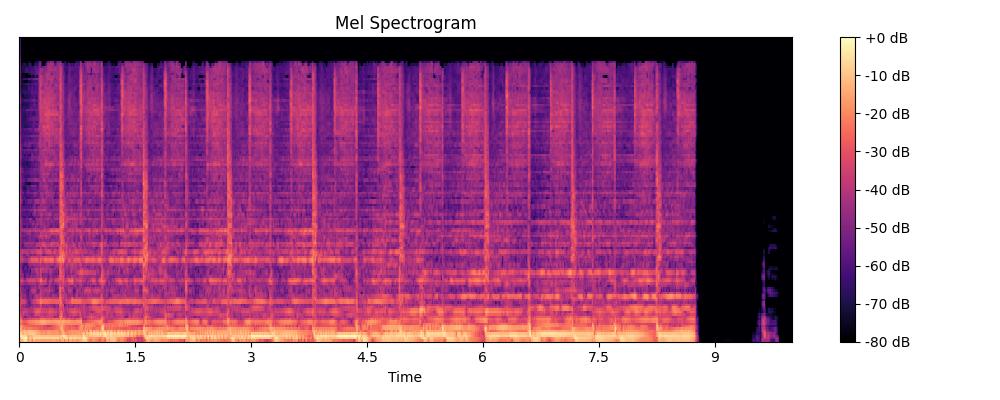 Mel Spectrogram
+0 dB
-10 dB
-20 dB
-30 dB
-40 dB
-50 dB
-60 dB
-70 dB
-80 dB
0 1.5 3 4.5 6 7.5 9
Time